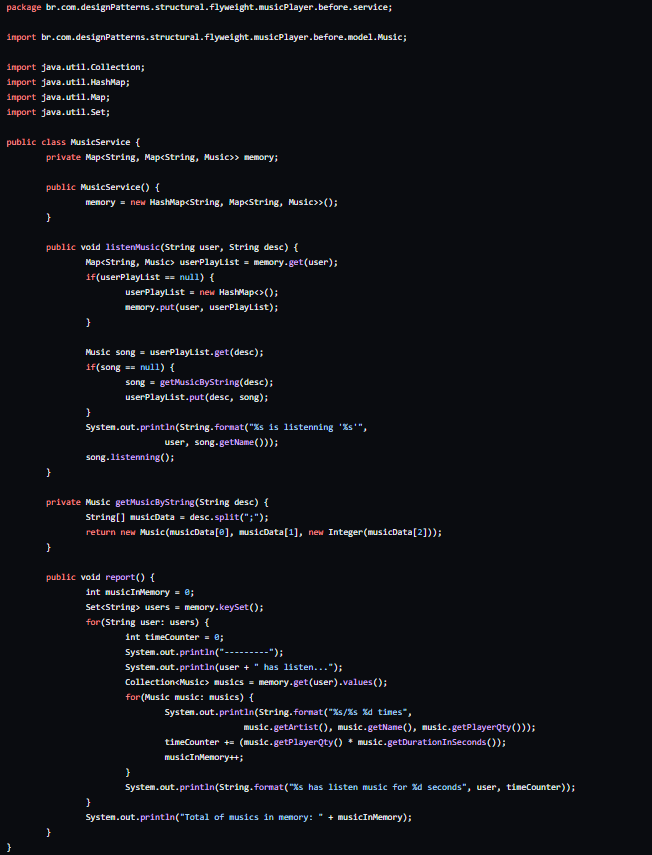 package br.com.designPatterns.structural.flyweight.musicPlayer.before.service;

import br.com.designPatterns.structural.flyweight.musicPlayer.before.model.Music;

import java.util.Collection;
import java.util.HashMap;
import java.util.Map;
import java.util.Set;

public class MusicService {
        private Map<String, Map<String, Music>> memory;

        public MusicService() {
                memory = new HashMap<String, Map<String, Music>>();
        }

        public void listenMusic(String user, String desc) {
                Map<String, Music> userPlayList = memory.get(user);
                if(userPlayList == null) {
                        userPlayList = new HashMap<>();
                        memory.put(user, userPlayList);
                }

                Music song = userPlayList.get(desc);
                if(song == null) {
                        song = getMusicByString(desc);
                        userPlayList.put(desc, song);
                }
                System.out.println(String.format("%s is listenning '%s'",
                                user, song.getName()));
                song.listenning();
        }

        private Music getMusicByString(String desc) {
                String[] musicData = desc.split(";");
                return new Music(musicData[0], musicData[1], new Integer(musicData[2]));
        }

        public void report() {
                int musicInMemory = 0;
                Set<String> users = memory.keySet();
                for(String user: users) {
                        int timeCounter = 0;
                        System.out.println("---------");
                        System.out.println(user + " has listen...");
                        Collection<Music> musics = memory.get(user).values();
                        for(Music music: musics) {
                                System.out.println(String.format("%s/%s %d times",
                                                music.getArtist(), music.getName(), music.getPlayerQty()));
                                timeCounter += (music.getPlayerQty() * music.getDurationInSeconds());
                                musicInMemory++;
                        }
                        System.out.println(String.format("%s has listen music for %d seconds", user, timeCounter));
                }
                System.out.println("Total of musics in memory: " + musicInMemory);
        }
}